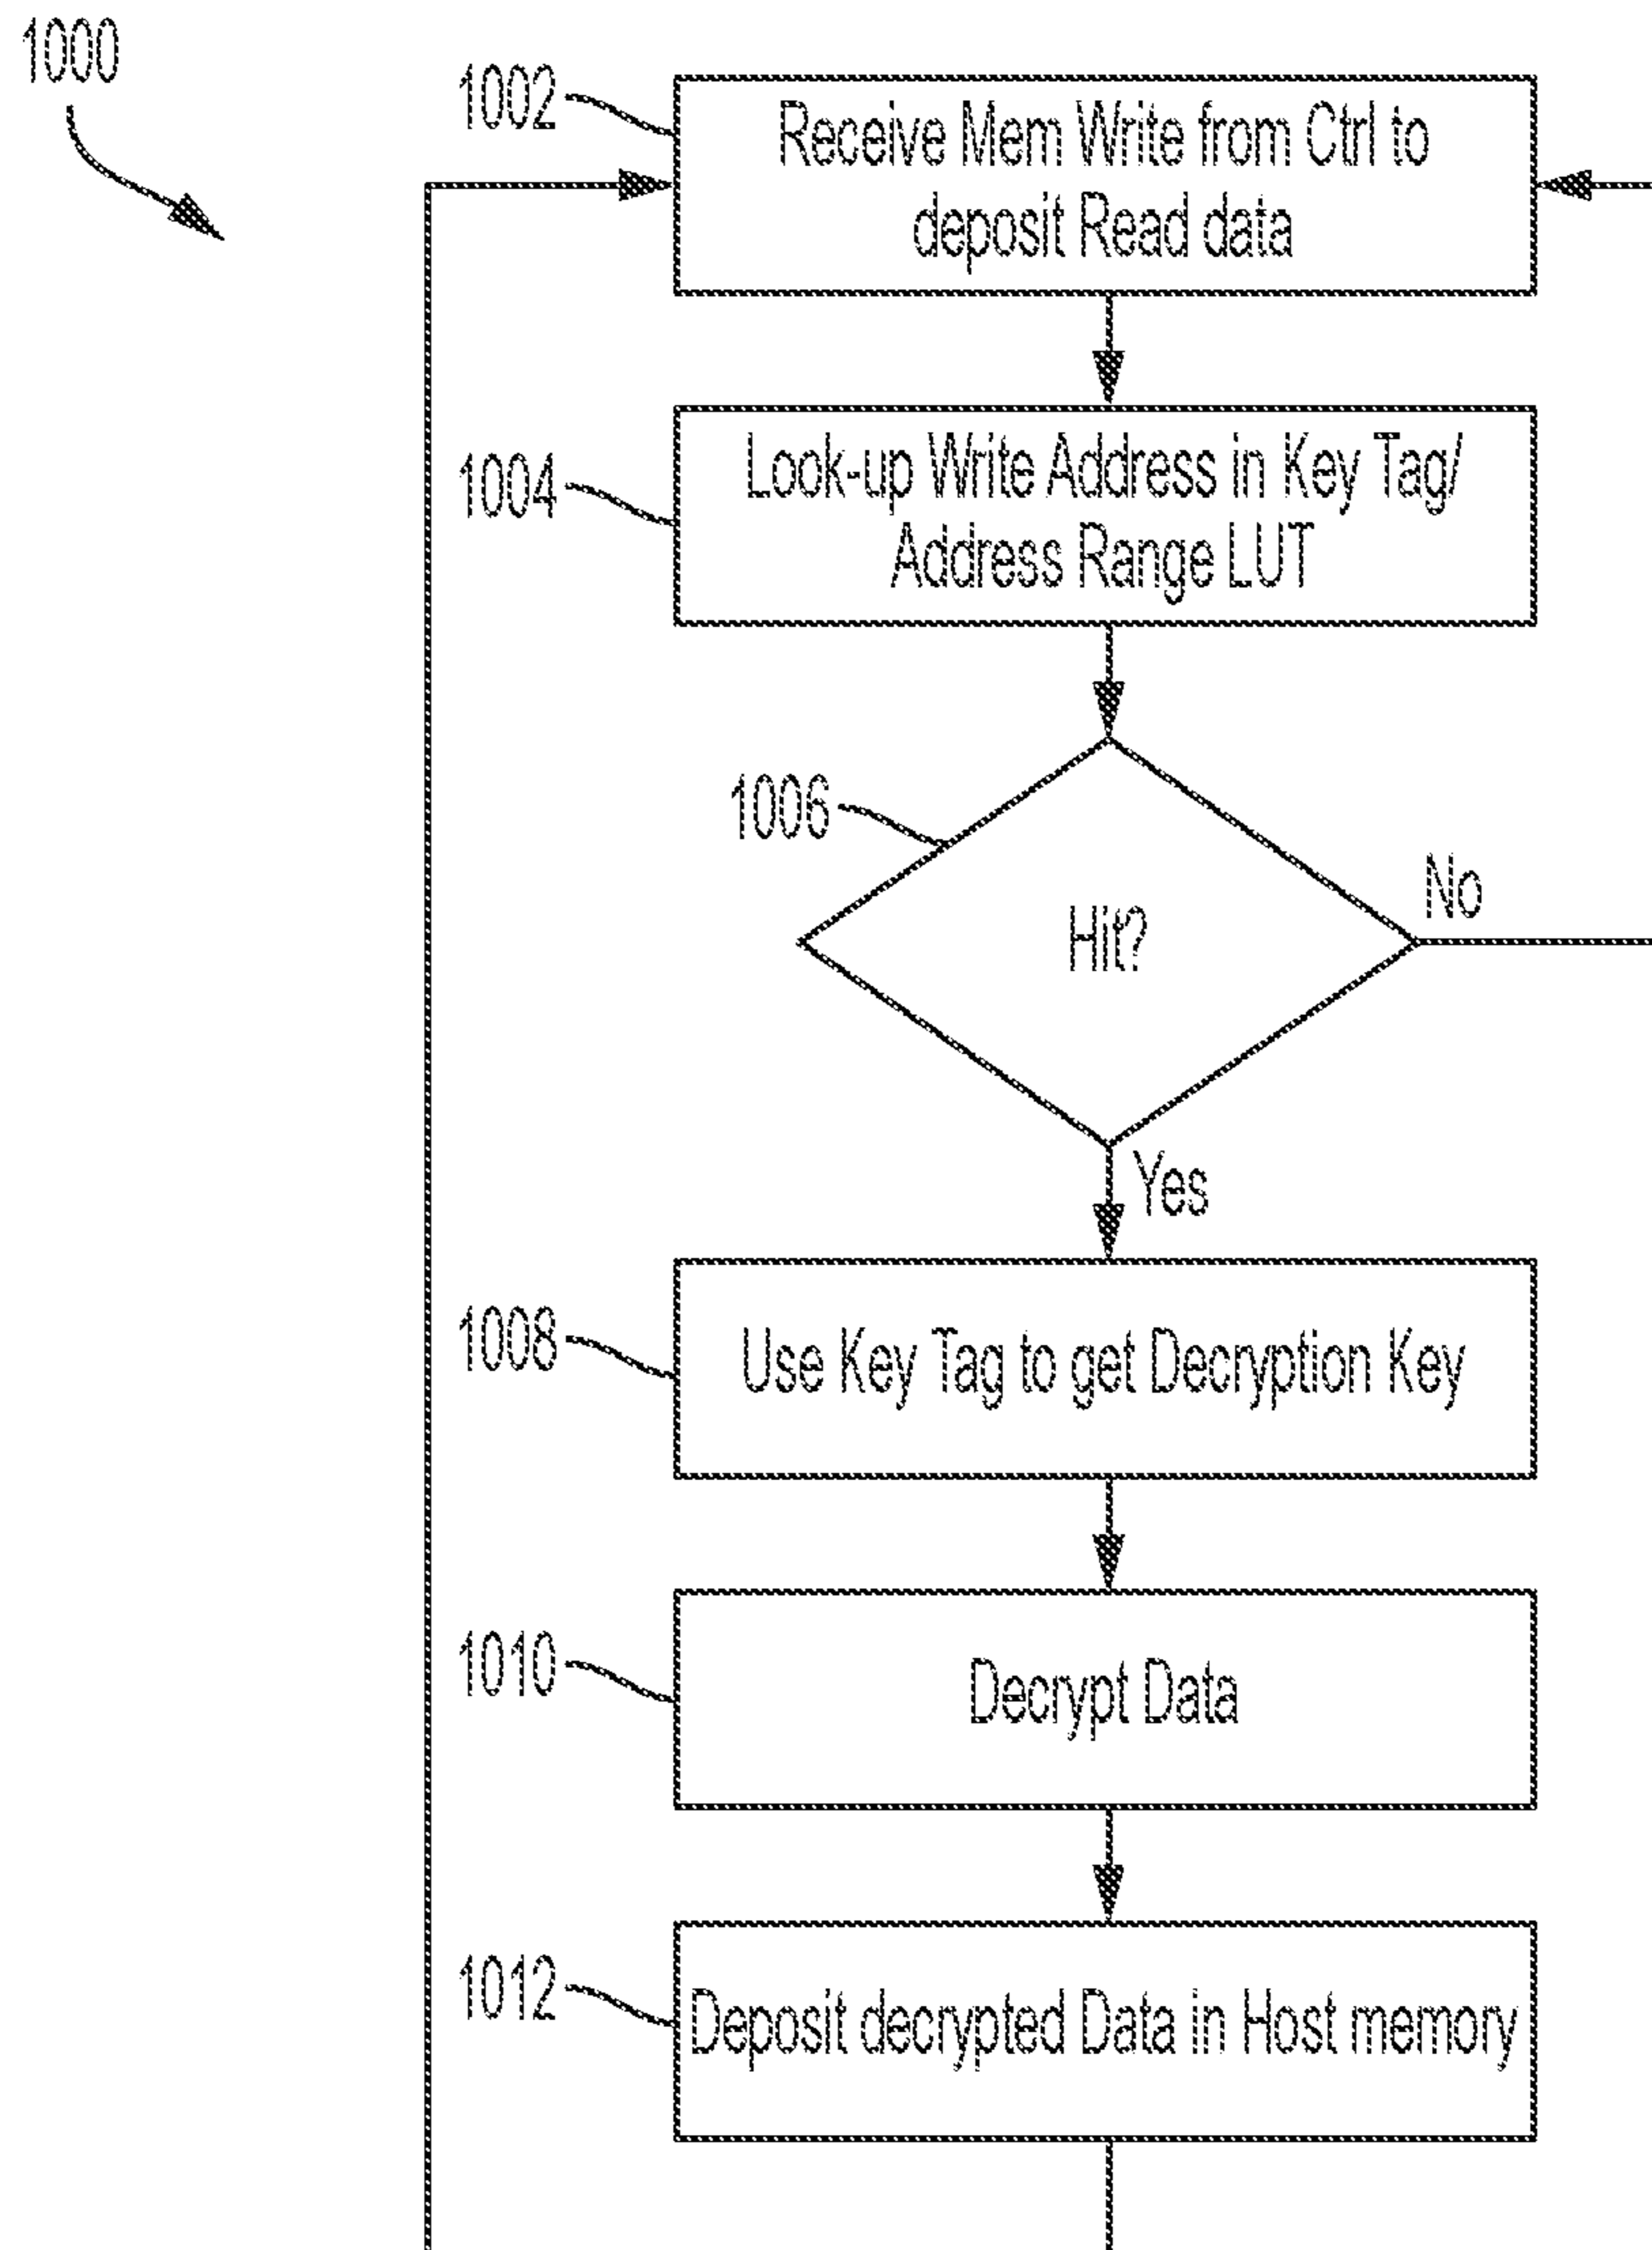 1000
1002
Receive Mem Write from Ctrl to
deposit Read data
1004
Look-up Write Address in Key Tag/
Address Range LUT
1006
Hit?
No
Yes
1008
Use Key Tag to get Decryption Key
1010
Decrypt Data
1012
Deposit decrypted Data in Host memory